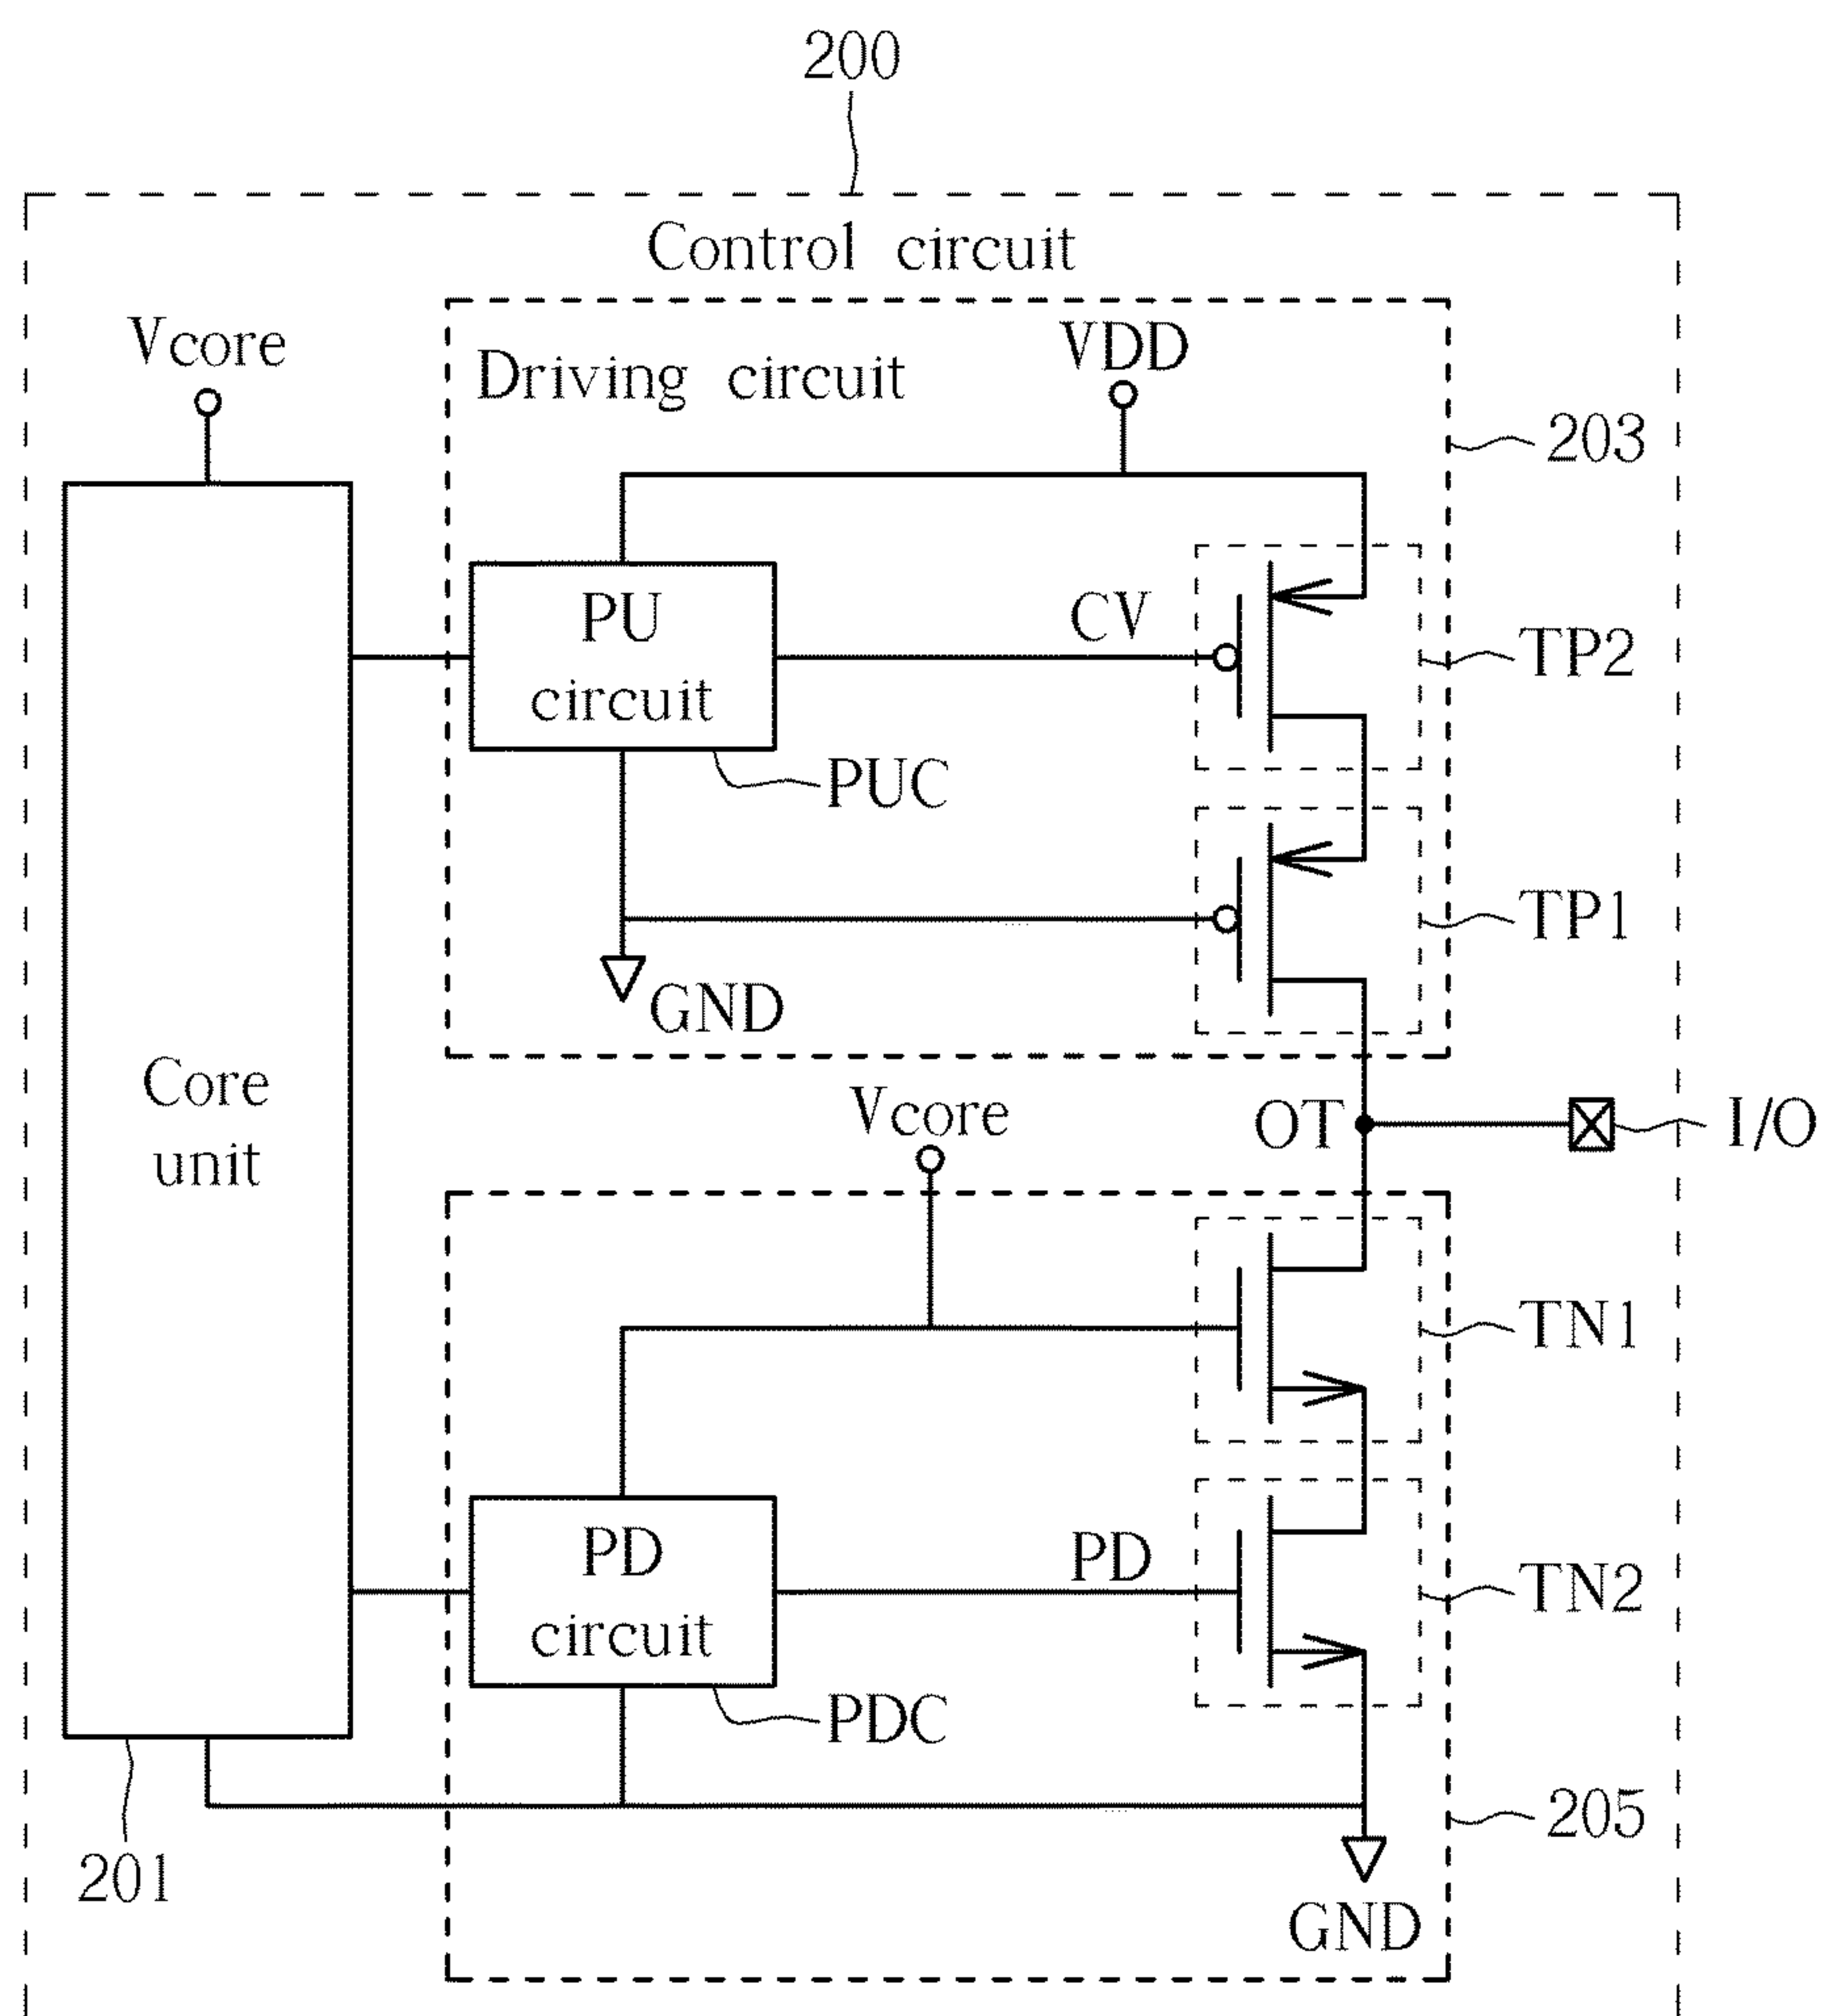 200
Control circuit
Vcore
Driving circuit
VDD
203
PU
circuit
CV
TP2
PUC
TP1
GND
Core
unit
Vcore
OT
I/O
TN1
PD
circuit
PD
TN2
PDC
201
205
GND